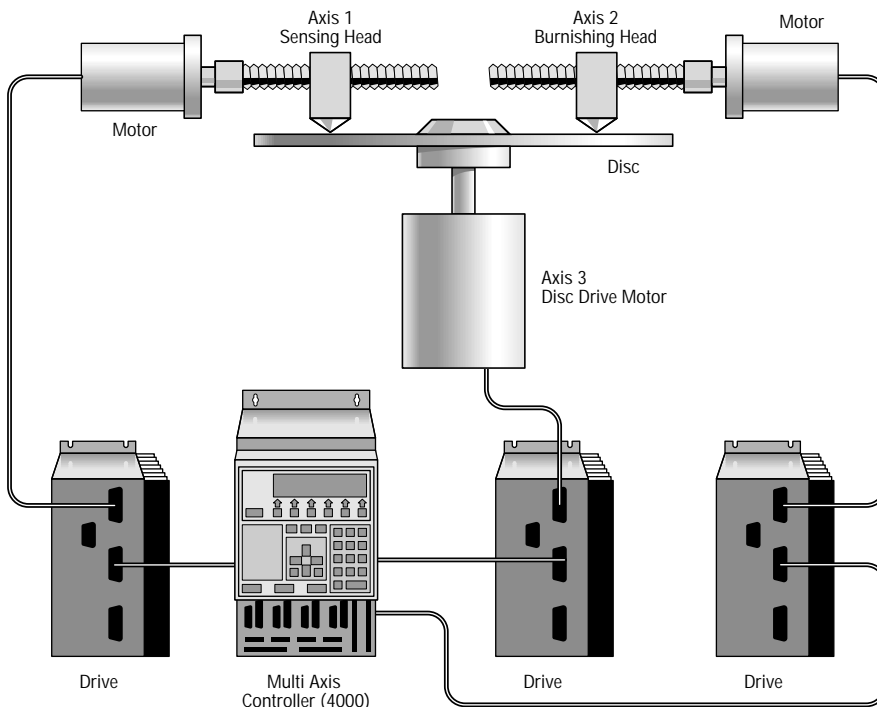 Axis 1
Sensing Head
Axis 2
Burnishing Head
Motor
Motor
Disc
Axis 3
Disc Drive Motor
Drive
Multi Axis
Controller (4000)
Drive
Drive